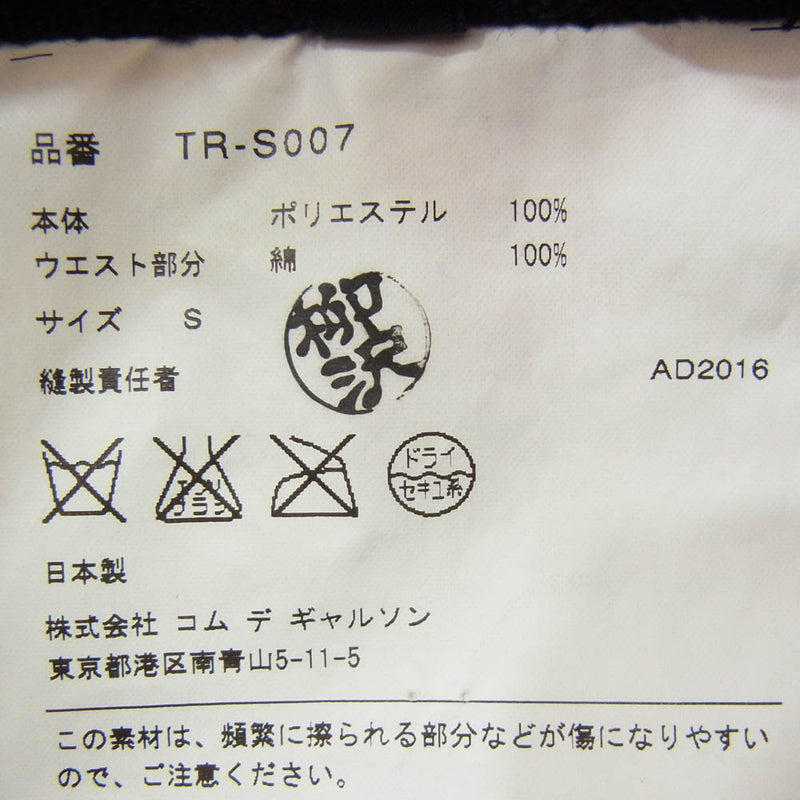 品番 TR-S007
本体 ポリエステル 100%
ウエスト部分 綿 100%
サイズ S
縫製責任者
AD2016
エンソ
ドライ
セキユ系
日本製
株式会社 コム デ ギャルソン
東京都港区南青山5-11-5
この素材は、頻繁に擦られる部分などが傷になりやすい
ので、ご注意ください。